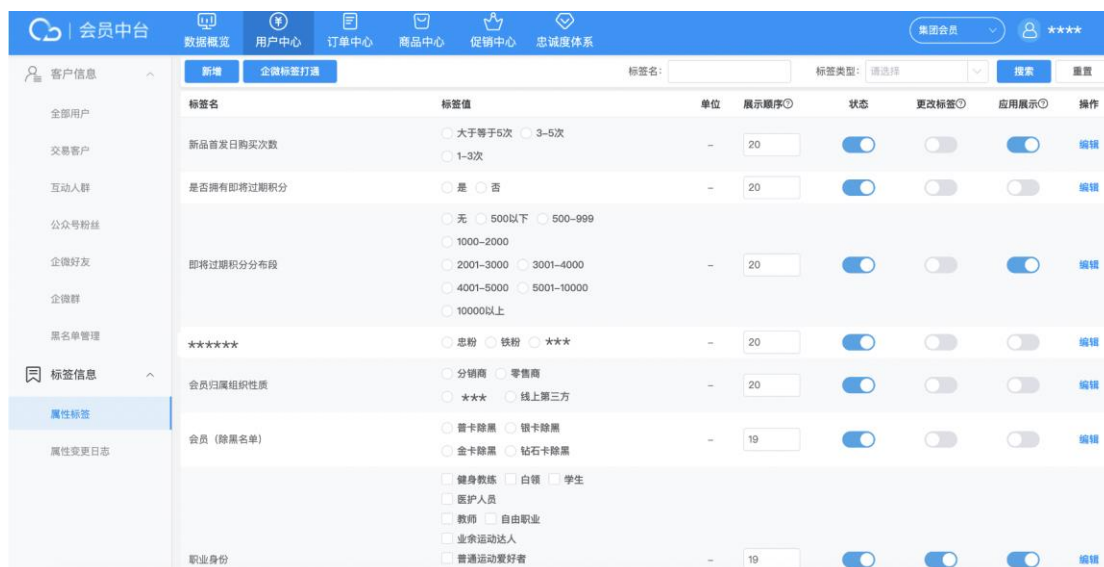 会员中台
数据概览 用户中心 订单中心 商品中心 促销中心 忠诚度体系
集团会员 ****
客户信息
全部用户
交易客户
互动人群
公众号粉丝
企微好友
企微群
黑名单管理
标签信息
属性标签
属性变更日志
新增 企微标签打通 标签名: 标签类型: 请选择 搜索 重置
标签名 标签值 单位 展示顺序? 状态 更改标签? 应用展示? 操作
新品首发日购买次数 大于等于5次 3-5次
1-3次 - 20 编辑
是否拥有即将过期积分 是 否 - 20 编辑
无 500以下 500-999
1000-2000
即将过期积分分布段 2001-3000 3001-4000 - 20 编辑
4001-5000 5001-10000
10000以上
****** 忠粉 铁粉 *** - 20 编辑
会员归属组织性质 分销商 零售商
*** 线上第三方 - 20 编辑
会员（除黑名单） 普卡除黑 银卡除黑
金卡除黑 钻石卡除黑 - 19 编辑
健身教练 白领 学生
医护人员
教师 自由职业
业余运动达人
职业身份 普通运动爱好者 - 19 编辑